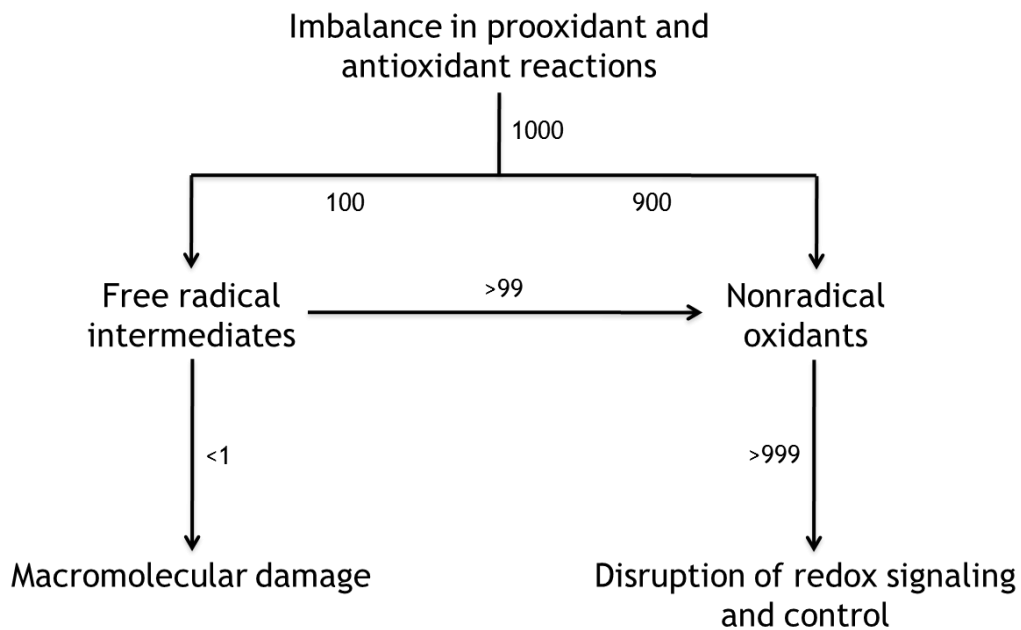 Imbalance in prooxidant and
antioxidant reactions
1000
100
900
Free radical
intermediates
>99
Nonradical
oxidants
<1
>999
Macromolecular damage
Disruption of redox signaling
and control